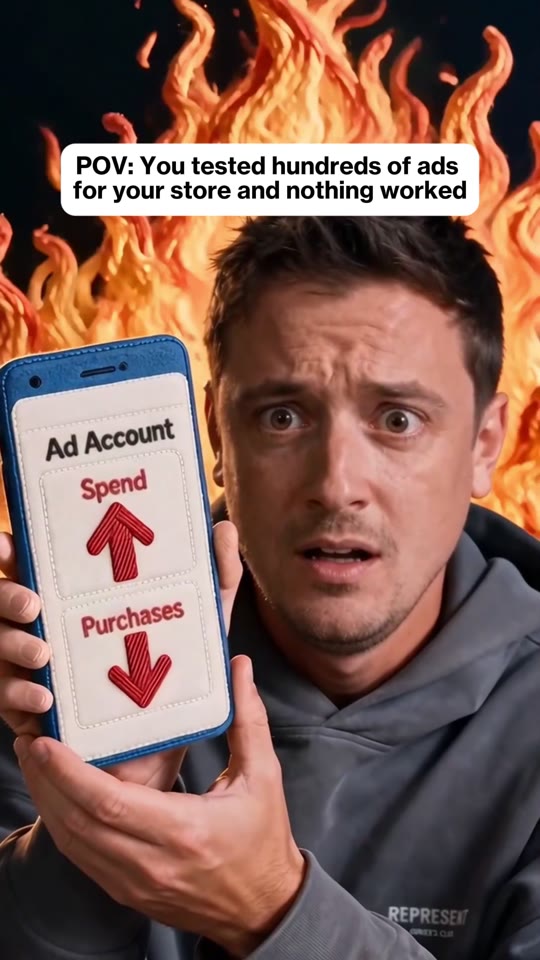 POV: You tested hundreds of ads
for your store and nothing worked
Ad Account
Spend
Purchases
REPRESENT